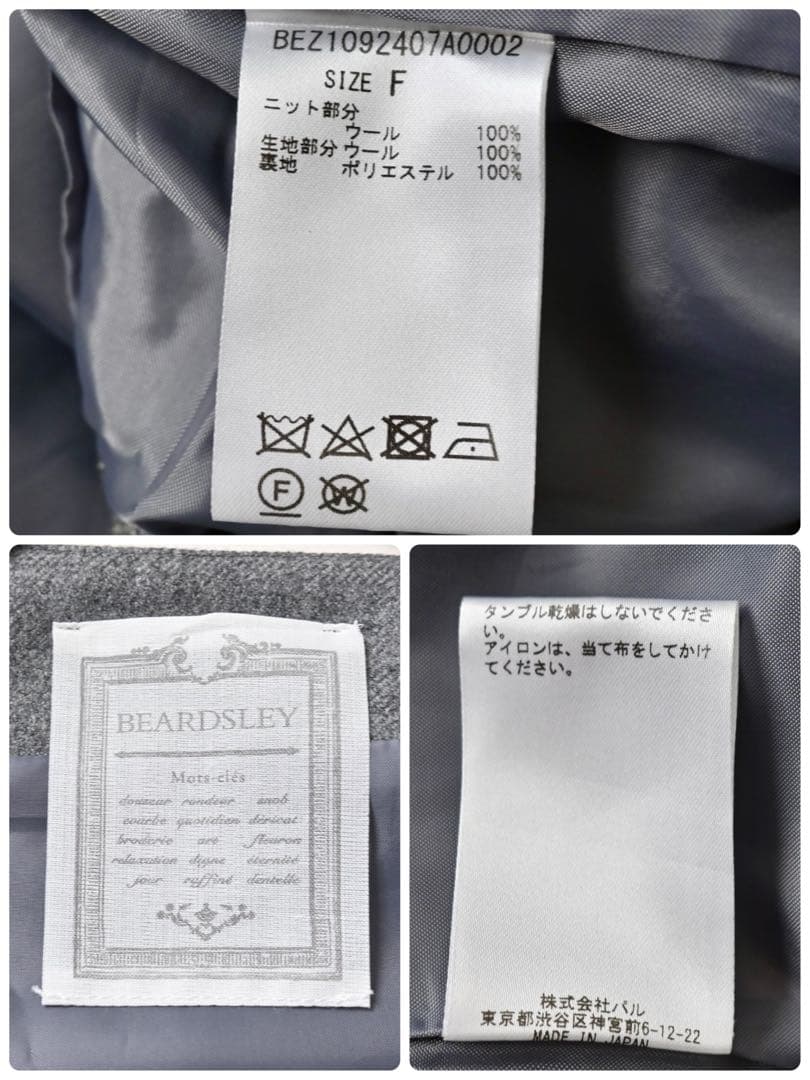 BEZ1092407A0002
SIZE F
ニット部分
ウール 100%
生地部分 ウール 100%
裏地 ポリエステル 100%
F
W
BEARDSLEY
Mots-clés
douceur rondeur snob
courbe quotidien déricat
broderie art fleuron
relaxation digne éternité
jour raffiné dentelle
タンブル乾燥はしないでくださ
い。
アイロンは、当て布をしてかけ
てください。
株式会社パル
東京都渋谷区神宮前6-12-22
MADE IN JAPAN